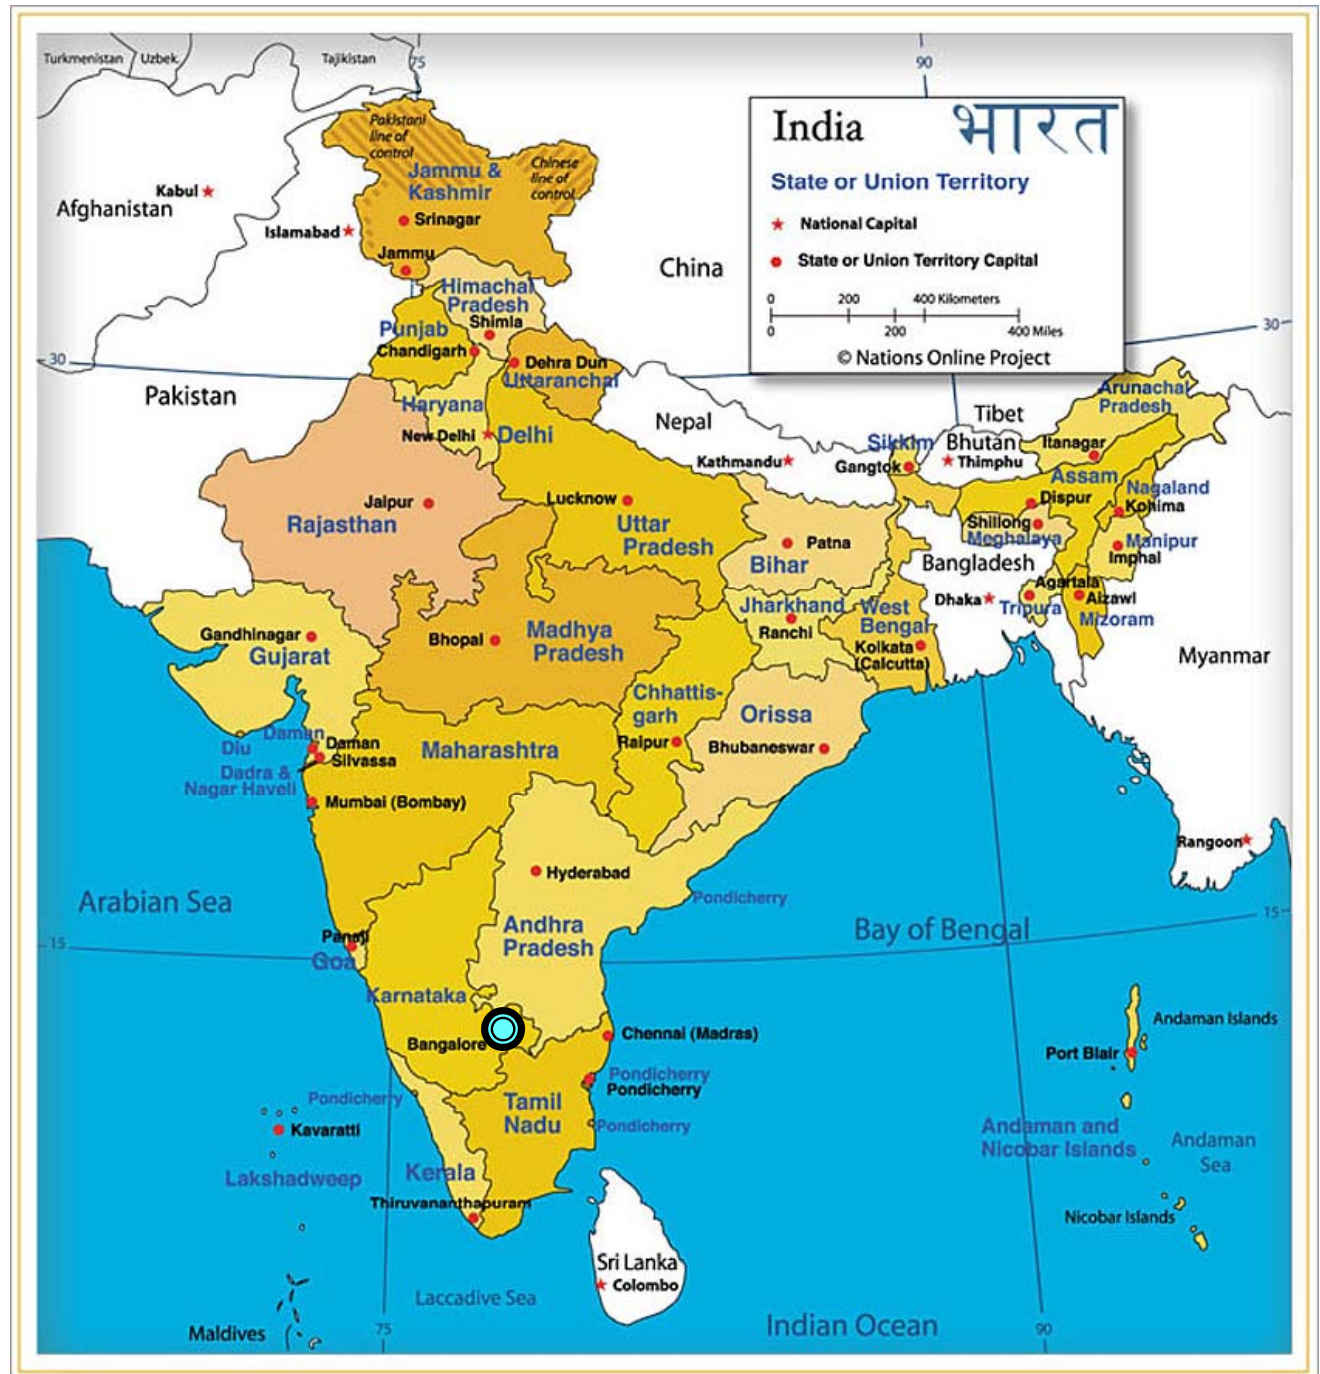 Turkmenistan
Uzbek.
Tajikistan
75
90
Pakistani
line of
control
Chinese
line of
control
Jammu &
Kashmir
Kabul
Afghanistan
Srinagar
Islamabad
Jammu
China
India भारत
State or Union Territory
National Capital
State or Union Territory Capital
0 200 400 Kilometers
0 200 400 Miles
© Nations Online Project
Himachal
Pradesh
Shimla
Punjab
Chandigarh
30
30
Dehra Dun
Uttaranchal
Pakistan
Haryana
New Delhi
Delhi
Nepal
Kathmandu
Tibet
Arunachal
Pradesh
Sikkim
Gangtok
Bhutan
Thimphu
Itanagar
Assam
Dispur
Nagaland
Kohima
Jaipur
Rajasthan
Lucknow
Uttar
Pradesh
Patna
Bihar
Shillong
Meghalaya
Manipur
Imphal
Bangladesh
Dhaka
Agartala
Tripura
Aizawl
Mizoram
Myanmar
Gandhinagar
Gujarat
Bhopal
Madhya
Pradesh
Jharkhand
Ranchi
West
Bengal
Kolkata
(Calcutta)
Chhattis-
garh
Raipur
Orissa
Bhubaneswar
Daman
Diu
Daman
Silvassa
Dadra &
Nagar Haveli
Maharashtra
Mumbai (Bombay)
Rangoon
Hyderabad
Arabian Sea
Pondicherry
Andhra
Pradesh
Bay of Bengal
15
15
Panaji
Goa
Karnataka
Bangalore
Chennai (Madras)
Andaman Islands
Port Blair
Pondicherry
Pondicherry
Pondicherry
Tamil
Nadu
Pondicherry
Kavaratti
Lakshadweep
Kerala
Thiruvananthapuram
Andaman and
Nicobar Islands
Andaman
Sea
Nicobar Islands
Sri Lanka
Colombo
Laccadive Sea
Maldives
75
Indian Ocean
90